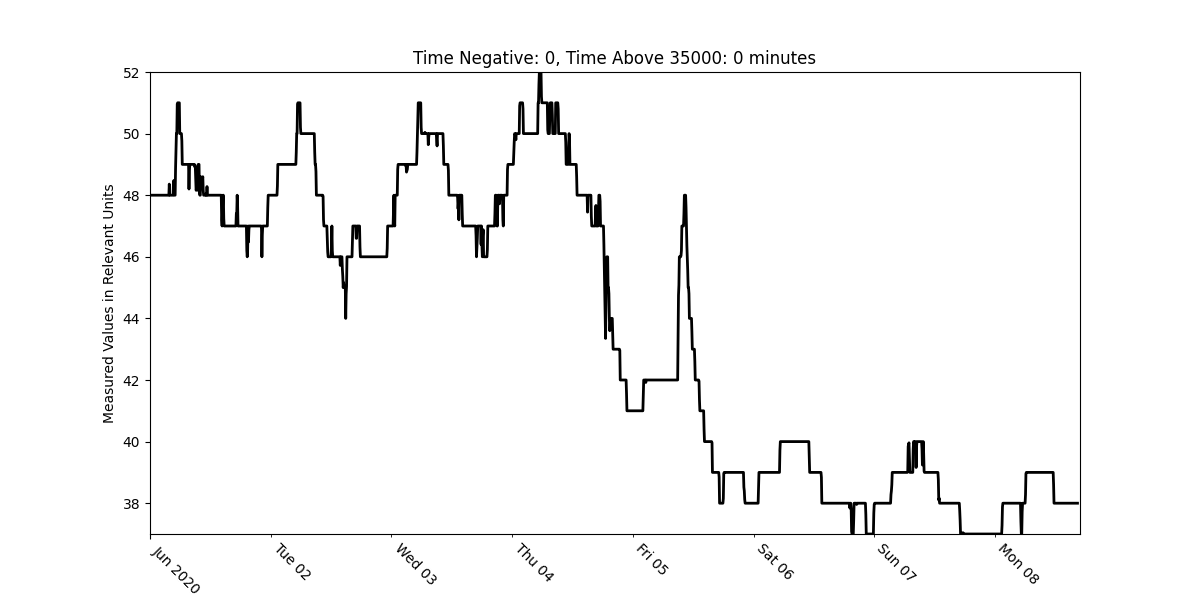 Time Negative: 0, Time Above 35000: 0 minutes
Measured Values in Relevant Units
52
50
48
46
44
42
40
38
Jun 2020
Tue 02
Wed 03
Thu 04
Fri 05
Sat 06
Sun 07
Mon 08